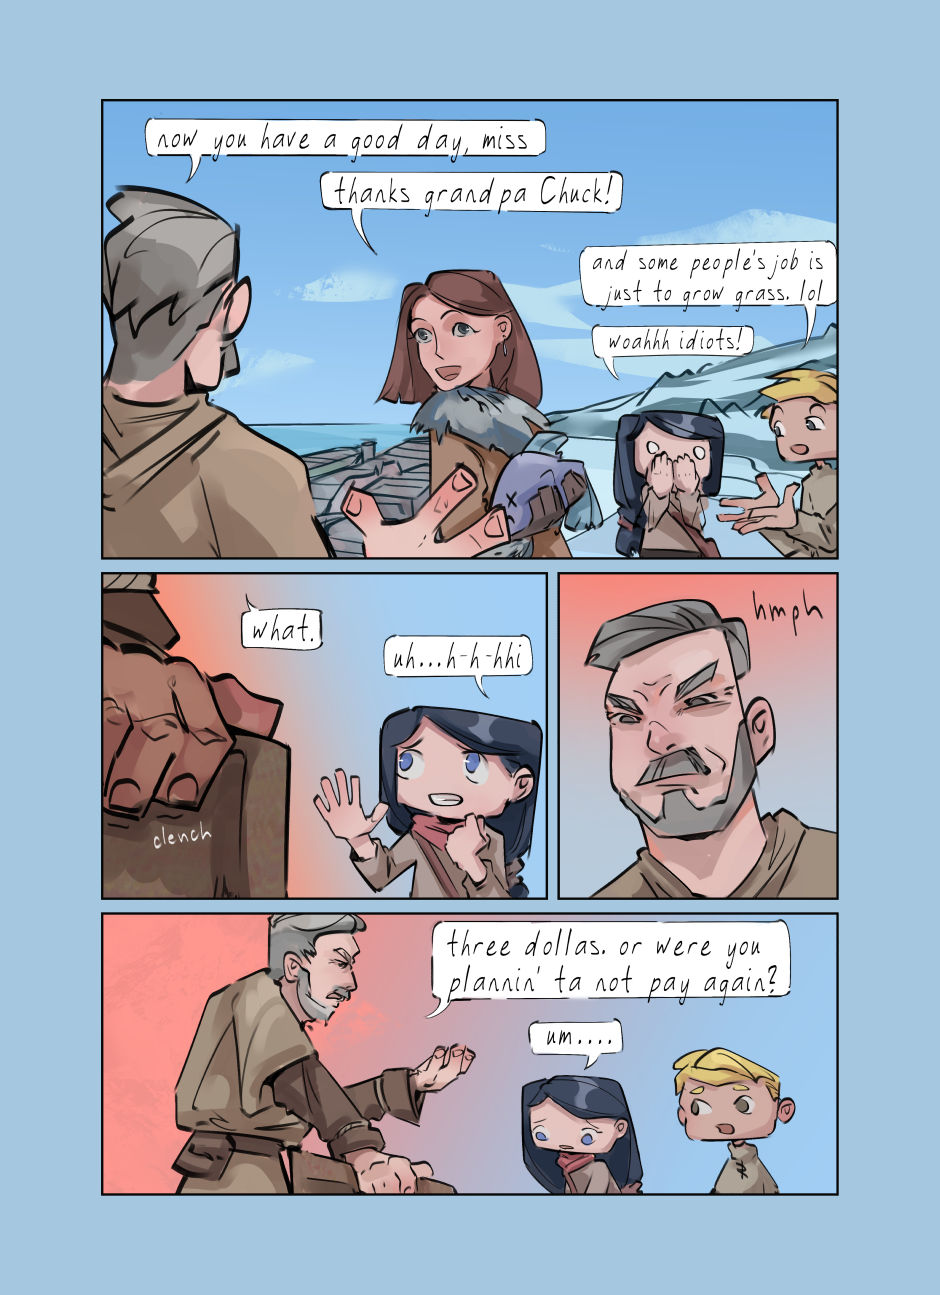 now you have a good day, miss
thanks grandpa Chuck!
and some people's job is
just to grow grass. lol
woahhh idiots!
what.
uh...h-h-hhi
clench
hmph
three dollas. or were you
plannin' ta not pay again?
um....